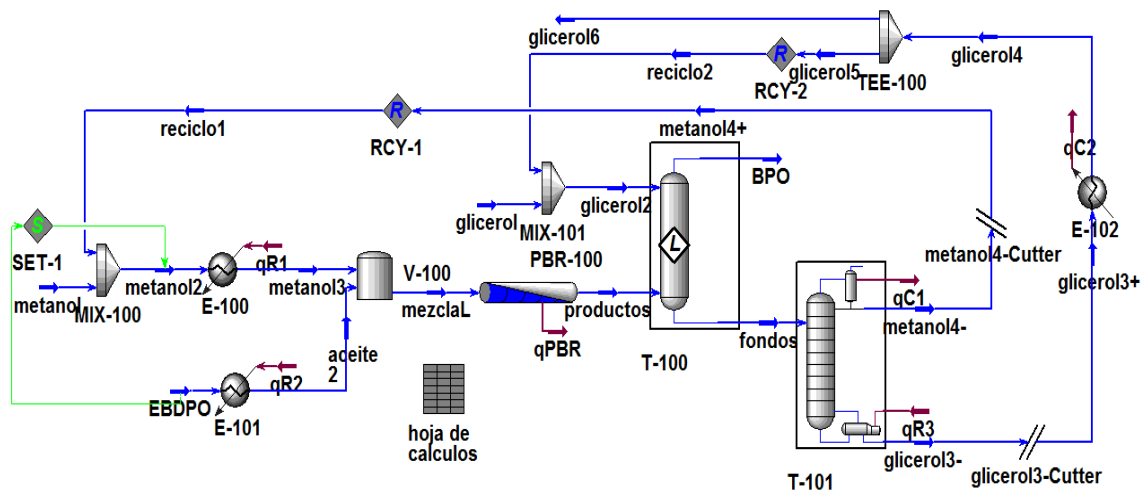 glicerol6
glicerol4
reciclo2
R
glicerol5
TEE-100
RCY-2
reciclo1
R
metanol4+
RCY-1
qC2
BPO
glicerol
glicerol2
MIX-101
PBR-100
L
E-102
S
SET-1
metanol
metanol2
MIX-100
qR1
E-100
metanol3
V-100
mezclaL
productos
qPBR
metanol4-Cutter
glicerol3+
qC1
metanol4-
T-100
fondos
aceite
2
EBDPO
qR2
E-101
hoja de
calculos
qR3
glicerol3-
glicerol3-Cutter
T-101